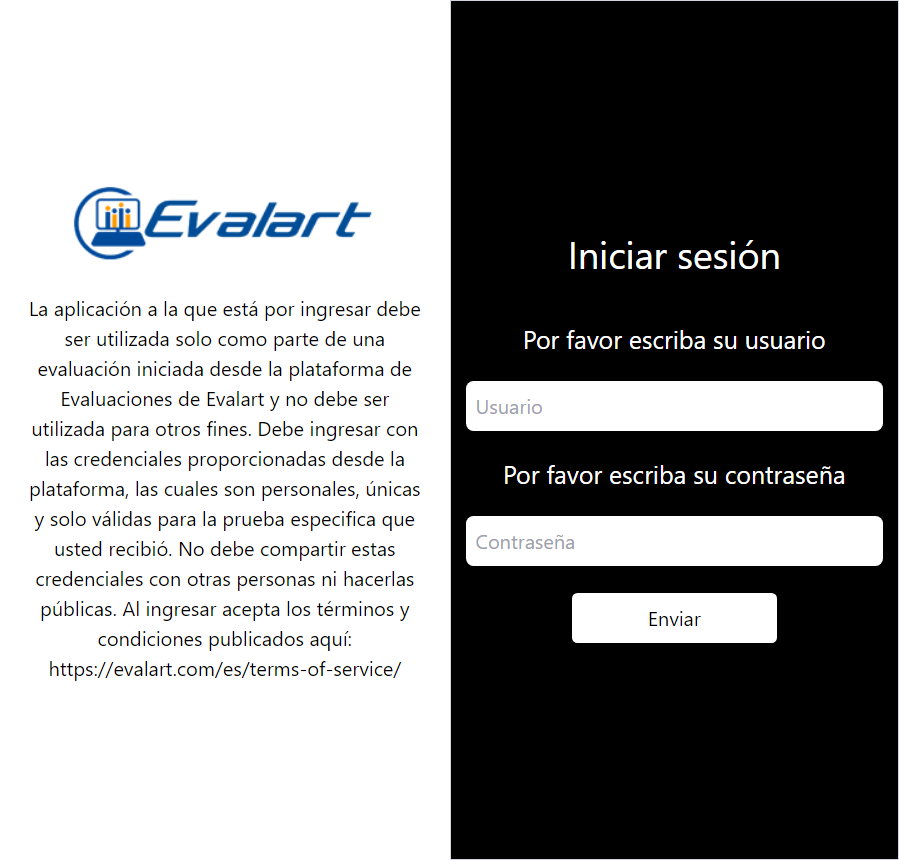 Evalart
La aplicación a la que está por ingresar debe
ser utilizada solo como parte de una
evaluación iniciada desde la plataforma de
Evaluaciones de Evalart y no debe ser
utilizada para otros fines. Debe ingresar con
las credenciales proporcionadas desde la
plataforma, las cuales son personales, únicas
y solo válidas para la prueba especifica que
usted recibió. No debe compartir estas
credenciales con otras personas ni hacerlas
públicas. Al ingresar acepta los términos y
condiciones publicados aquí:
https://evalart.com/es/terms-of-service/
Iniciar sesión
Por favor escriba su usuario
Usuario
Por favor escriba su contraseña
Contraseña
Enviar